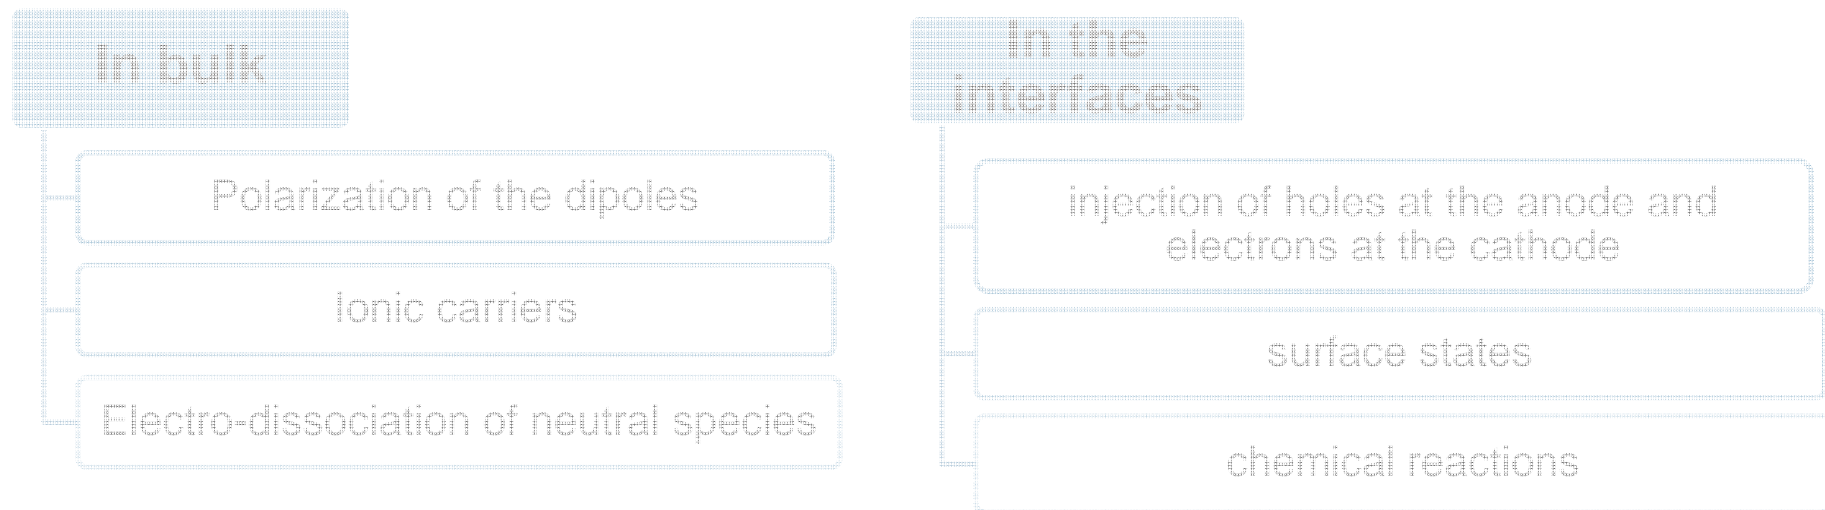 In bulk
Polarization of the dipoles
Ionic carriers
Electro-dissociation of neutral species
In the
interfaces
injection of holes at the anode and
electrons at the cathode
surface states
chemical reactions